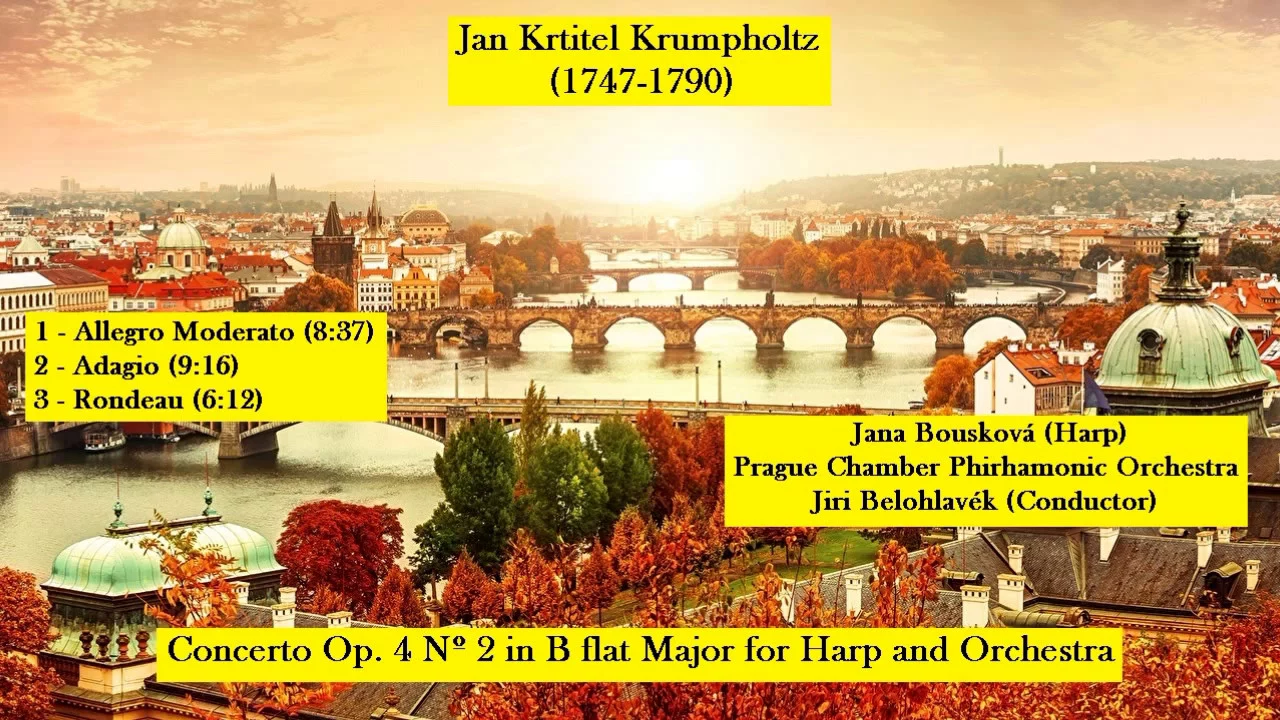 Jan Krtitel Krumpholtz
(1747-1790)
1 - Allegro Moderato (8:37)
2 - Adagio (9:16)
3 - Rondeau (6:12)
Jana Bousková (Harp)
Prague Chamber Phirhamonic Orchestra
Jiri Belohlavék (Conductor)
Concerto Op. 4 Nº 2 in B flat Major for Harp and Orchestra